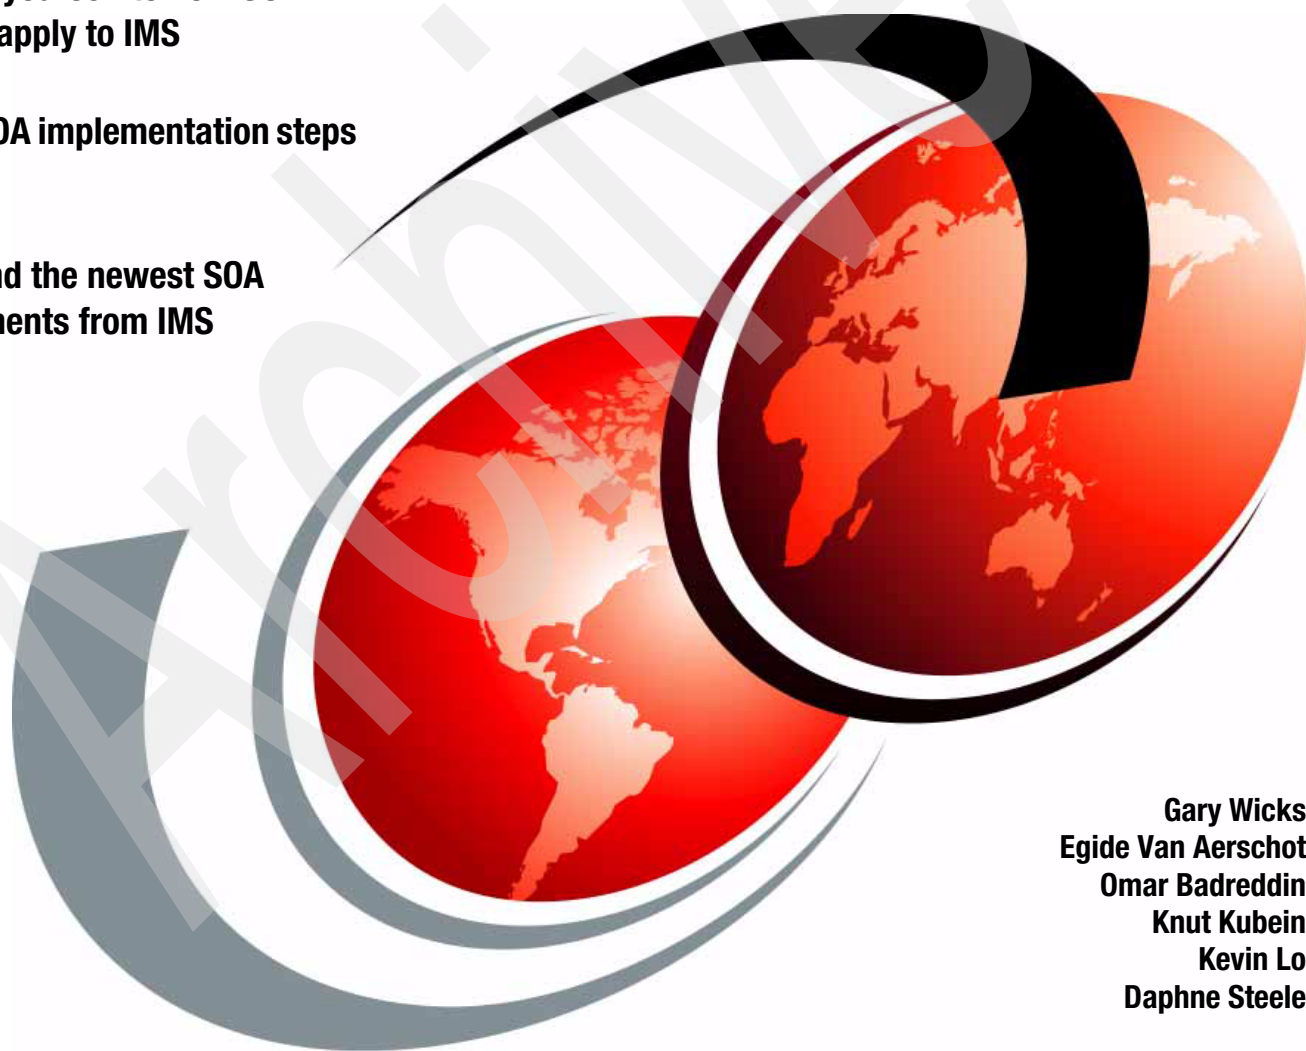 apply to IMS
OA implementation steps
nd the newest SOA
nents from IMS
Gary Wicks
Egide Van Aerschot
Omar Badreddin
Knut Kubein
Kevin Lo
Daphne Steele